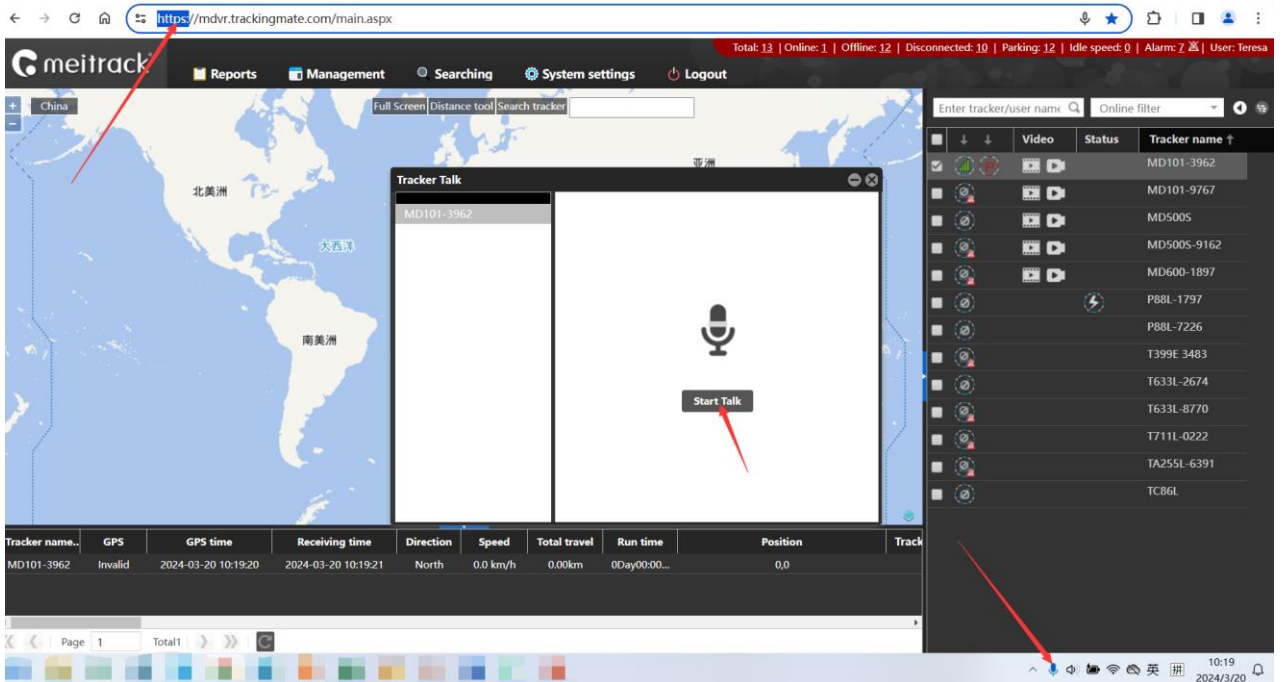 https://mdvr.trackingmate.com/main.aspx
Total: 13 | Online: 1 | Offline: 12 | Disconnected: 10 | Parking: 12 | Idle speed: 0 | Alarm: 7 | User: Teresa
meitrack
Reports Management Searching System settings Logout
+ China Full Screen Distance tool Search tracker
−
Enter tracker/user name Online filter
Video Status Tracker name ↑
亚洲
北美洲
大西洋
南美洲
Tracker Talk
MD101-3962
Start Talk
MD101-3962
MD101-9767
MD500S
MD500S-9162
MD600-1897
P88L-1797
P88L-7226
T399E 3483
T633L-2674
T633L-8770
T711L-0222
TA255L-6391
TC86L
Tracker name.. GPS GPS time Receiving time Direction Speed Total travel Run time Position Track
MD101-3962 Invalid 2024-03-20 10:19:20 2024-03-20 10:19:21 North 0.0 km/h 0.00km 0Day00:00... 0,0
Page 1 Total1
英 拼 10:19
2024/3/20